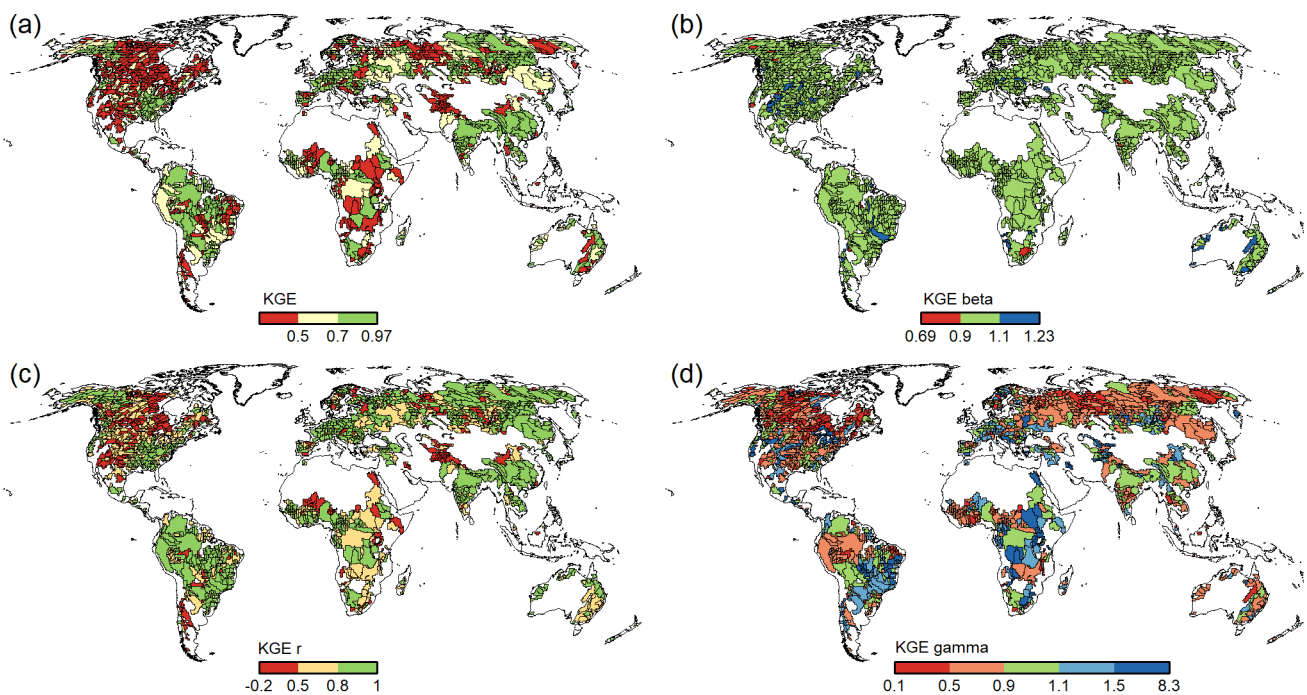 (a)
(b)
KGE
0.5 0.7 0.97
KGE beta
0.69 0.9 1.1 1.23
(c)
(d)
KGE r
-0.2 0.5 0.8 1
KGE gamma
0.1 0.5 0.9 1.1 1.5 8.3